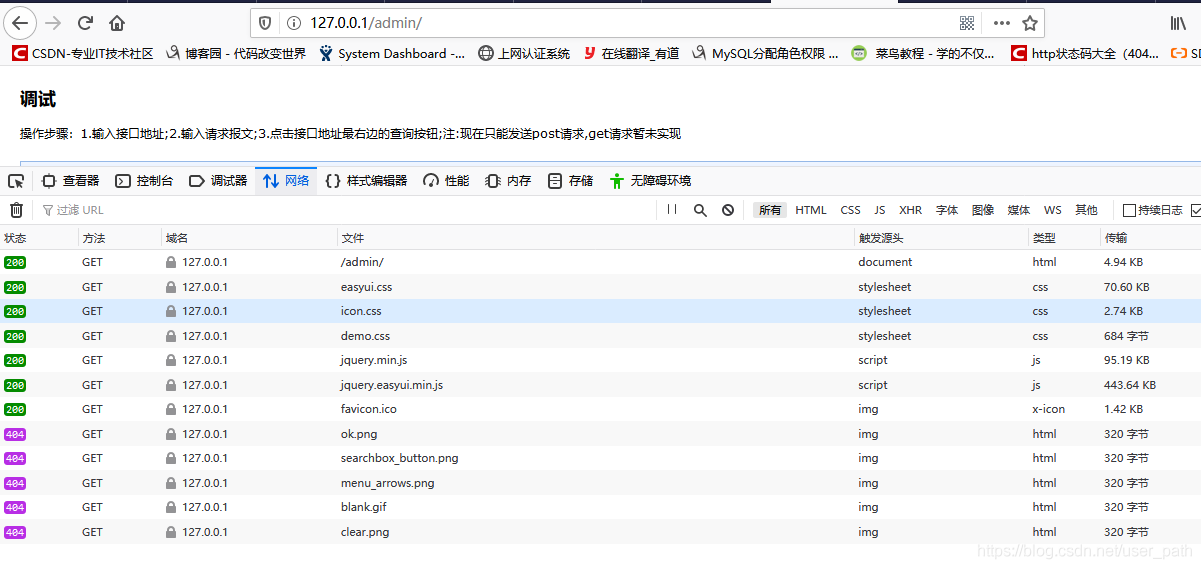 127.0.0.1/admin/
CSDN-专业IT技术社区 博客园 - 代码改变世界 System Dashboard -... 上网认证系统 在线翻译_有道 MySQL分配角色权限 ... 菜鸟教程 - 学的不仅... http状态码大全（404... SD
调试
操作步骤：1.输入接口地址;2.输入请求报文;3.点击接口地址最右边的查询按钮;注:现在只能发送post请求,get请求暂未实现
查看器 控制台 调试器 网络 样式编辑器 性能 内存 存储 无障碍环境
过滤 URL 所有 HTML CSS JS XHR 字体 图像 媒体 WS 其他 持续日志
状态 方法 域名 文件 触发源头 类型 传输
200 GET 127.0.0.1 /admin/ document html 4.94 KB
200 GET 127.0.0.1 easyui.css stylesheet css 70.60 KB
200 GET 127.0.0.1 icon.css stylesheet css 2.74 KB
200 GET 127.0.0.1 demo.css stylesheet css 684 字节
200 GET 127.0.0.1 jquery.min.js script js 95.19 KB
200 GET 127.0.0.1 jquery.easyui.min.js script js 443.64 KB
200 GET 127.0.0.1 favicon.ico img x-icon 1.42 KB
404 GET 127.0.0.1 ok.png img html 320 字节
404 GET 127.0.0.1 searchbox_button.png img html 320 字节
404 GET 127.0.0.1 menu_arrows.png img html 320 字节
404 GET 127.0.0.1 blank.gif img html 320 字节
404 GET 127.0.0.1 clear.png img html 320 字节
https://blog.csdn.net/user_path